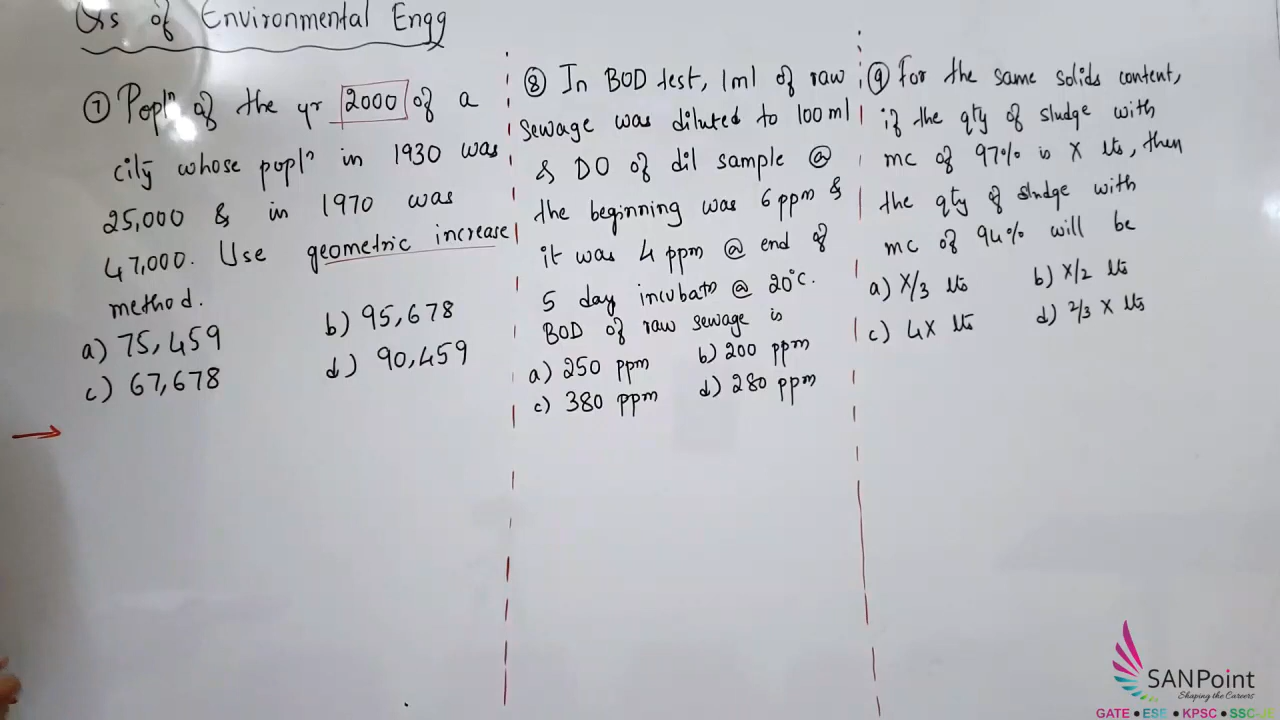 Qs of Environmental Engg
⑦ Poplⁿ of the yr 2000 of a
city whose poplⁿ in 1930 was
25,000 & in 1970 was
47,000. Use geometric increase
method.
a) 75,459 b) 95,678
c) 67,678 d) 90,459
⑧ In BOD test, 1ml of raw
sewage was diluted to 100 ml
& DO of dil sample @
the beginning was 6 ppm &
it was 4 ppm @ end of
5 day incubatⁿ @ 20°C.
BOD of raw sewage is
a) 250 ppm b) 200 ppm
c) 380 ppm d) 280 ppm
⑨ For the same solids content,
if the qty of sludge with
mc of 97% is X lts, then
the qty of sludge with
mc of 94% will be
a) X/3 lts b) X/2 lts
c) 4X lts d) 2/3 X lts
SANPoint
Shaping the Careers
GATE • ESE • KPSC • SSC-JE